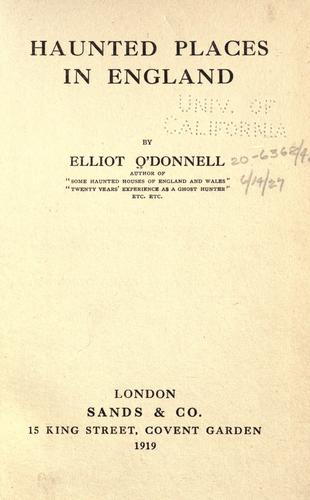 HAUNTED PLACES
IN ENGLAND
UNIV. OF
CALIFORNIA
BY
ELLIOT O'DONNELL
AUTHOR OF
"SOME HAUNTED HOUSES OF ENGLAND AND WALES"
"TWENTY YEARS' EXPERIENCE AS A GHOST HUNTER"
ETC. ETC.
LONDON
SANDS & CO.
15 KING STREET, COVENT GARDEN
1919